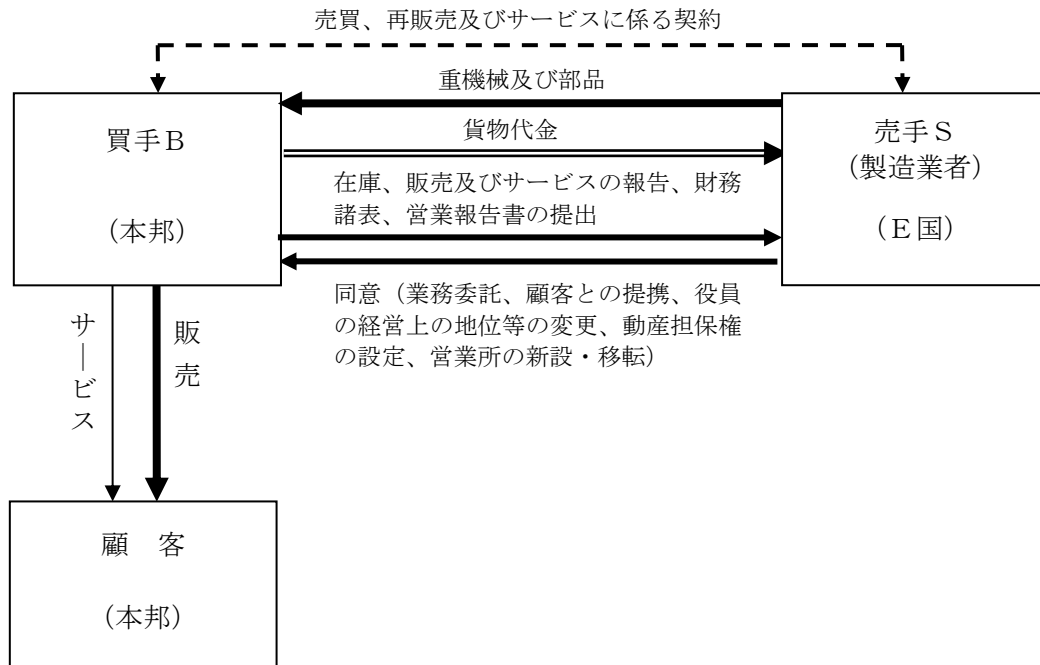 売買、再販売及びサービスに係る契約
重機械及び部品
買手Ｂ
（本邦）
貨物代金
売手Ｓ
（製造業者）
（Ｅ国）
在庫、販売及びサービスの報告、財務
諸表、営業報告書の提出
同意（業務委託、顧客との提携、役員
の経営上の地位等の変更、動産担保権
の設定、営業所の新設・移転）
サービス
販売
顧　客
（本邦）